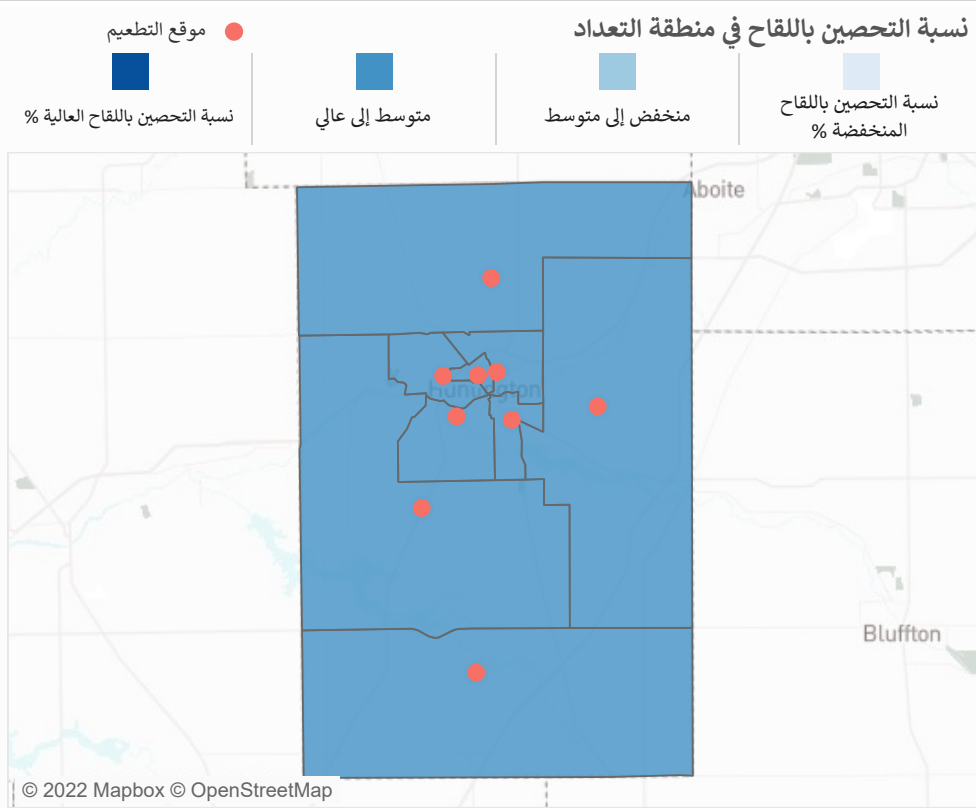 نسبة التحصين باللقاح في منطقة التعداد
موقع التطعيم
نسبة التحصين باللقاح
المنخفضة %
منخفض إلى متوسط
متوسط إلى عالي
نسبة التحصين باللقاح العالية %
Aboite
Huntington
Bluffton
© 2022 Mapbox © OpenStreetMap